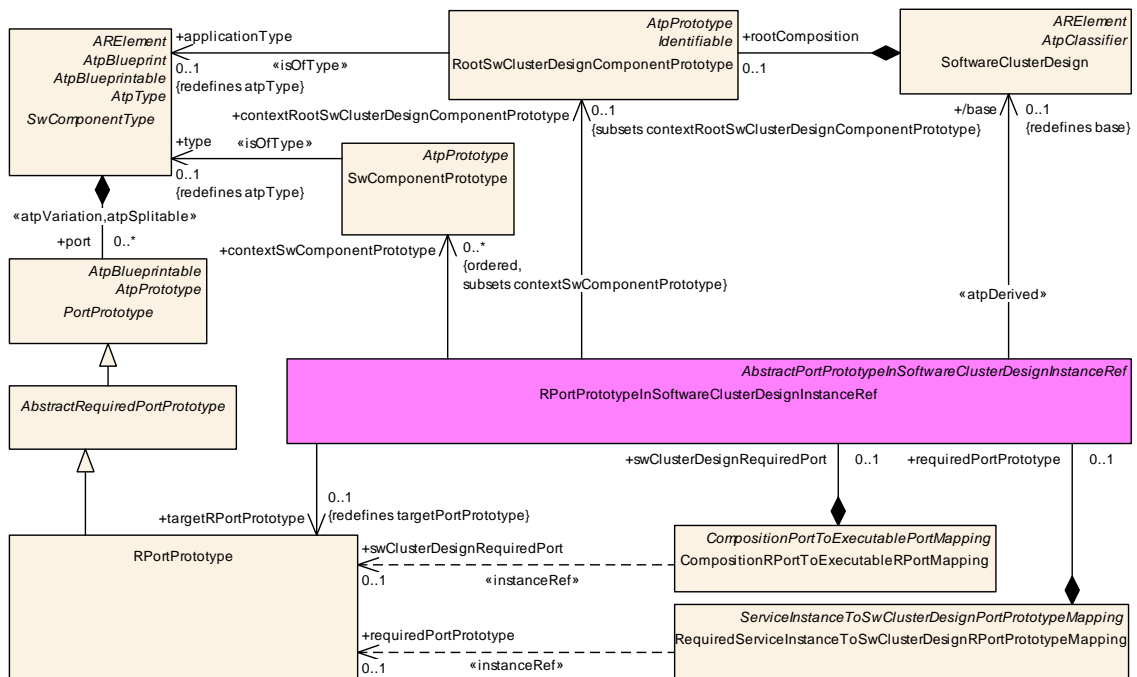 ARElement
AtpBlueprint
AtpBlueprintable
AtpType
SwComponentType
+applicationType
0..1
{redefines atpType}
«isOfType»
AtpPrototype
Identifiable
RootSwClusterDesignComponentPrototype
+rootComposition
0..1
ARElement
AtpClassifier
SoftwareClusterDesign
+contextRootSwClusterDesignComponentPrototype
0..1
{subsets contextRootSwClusterDesignComponentPrototype}
+/base
0..1
{redefines base}
+type
0..1
{redefines atpType}
«isOfType»
AtpPrototype
SwComponentPrototype
«atpVariation,atpSplitable»
+port
0..*
+contextSwComponentPrototype
0..*
{ordered,
subsets contextSwComponentPrototype}
AtpBlueprintable
AtpPrototype
PortPrototype
«atpDerived»
AbstractPortPrototypeInSoftwareClusterDesignInstanceRef
RPortPrototypeInSoftwareClusterDesignInstanceRef
AbstractRequiredPortPrototype
+swClusterDesignRequiredPort
0..1
+requiredPortPrototype
0..1
+targetRPortPrototype
0..1
{redefines targetPortPrototype}
RPortPrototype
+swClusterDesignRequiredPort
0..1
«instanceRef»
CompositionPortToExecutablePortMapping
CompositionRPortToExecutableRPortMapping
+requiredPortPrototype
0..1
«instanceRef»
ServiceInstanceToSwClusterDesignPortPrototypeMapping
RequiredServiceInstanceToSwClusterDesignRPortPrototypeMapping